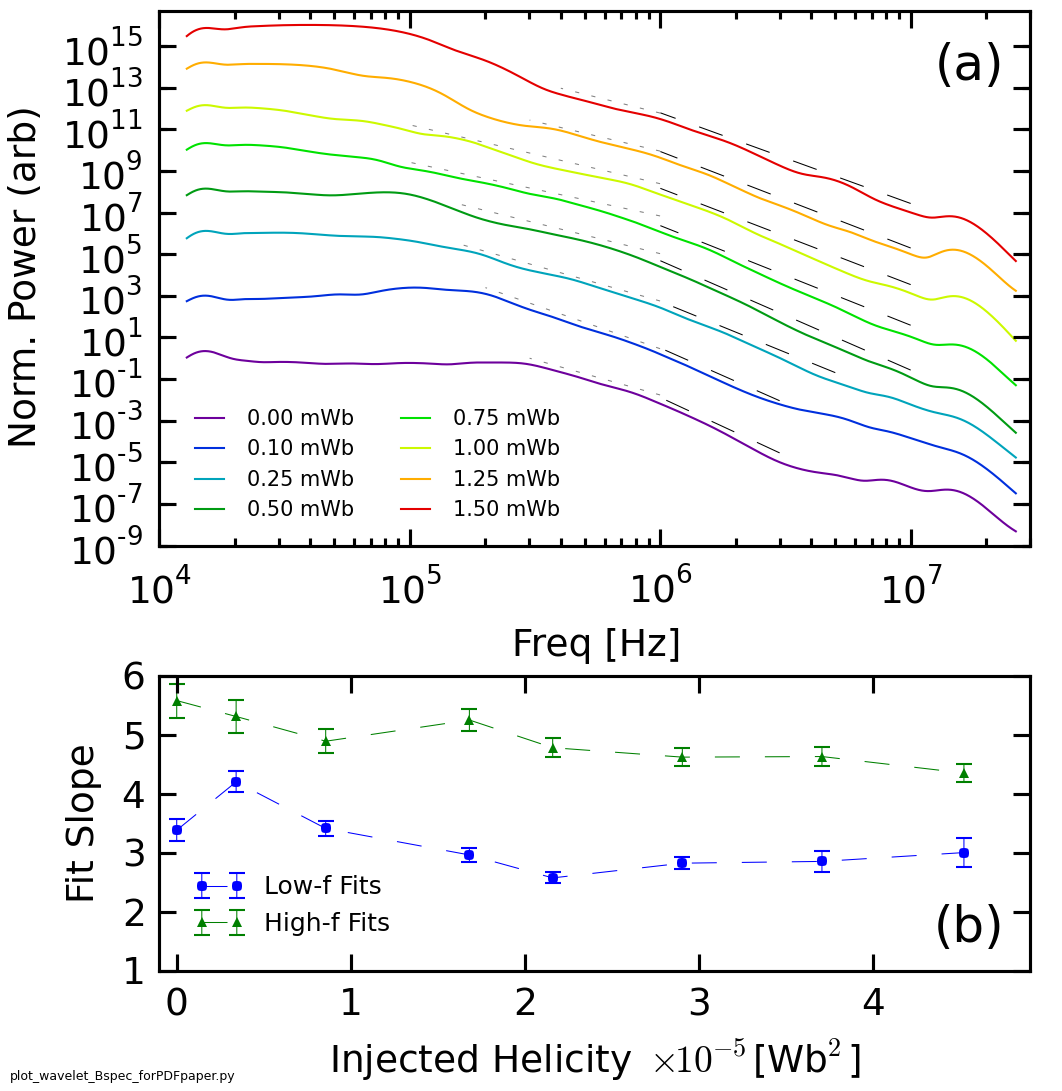 (a)
Norm. Power (arb)
10^15
10^13
10^11
10^9
10^7
10^5
10^3
10^1
10^-1
10^-3
10^-5
10^-7
10^-9
0.00 mWb
0.10 mWb
0.25 mWb
0.50 mWb
0.75 mWb
1.00 mWb
1.25 mWb
1.50 mWb
10^4 10^5 10^6 10^7
Freq [Hz]
Fit Slope
6
5
4
3
2
1
Low-f Fits
High-f Fits
(b)
0 1 2 3 4
Injected Helicity ×10^-5 [Wb^2]
plot_wavelet_Bspec_forPDFpaper.py